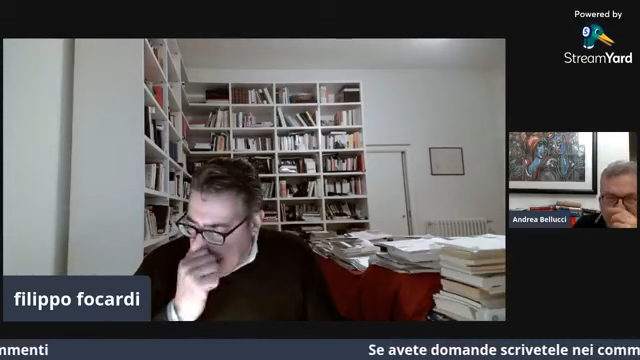 Powered by
StreamYard
Andrea Bellucci
filippo focardi
mmenti
Se avete domande scrivetele nei comm